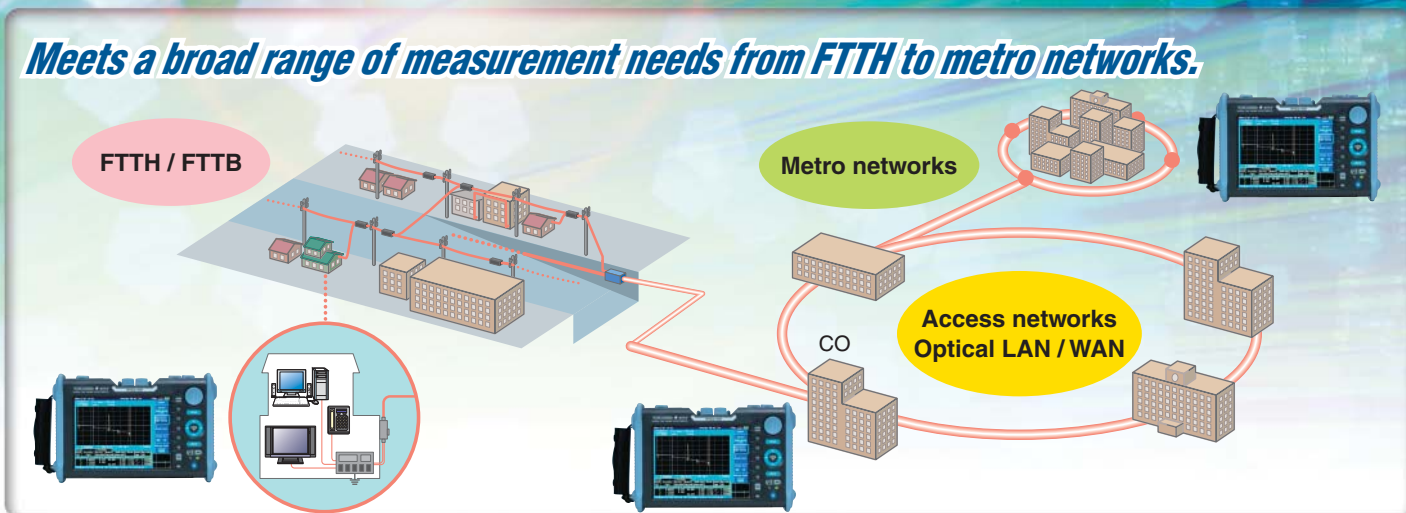 Meets a broad range of measurement needs from FTTH to metro networks.
FTTH / FTTB
Metro networks
Access networks
Optical LAN / WAN
CO